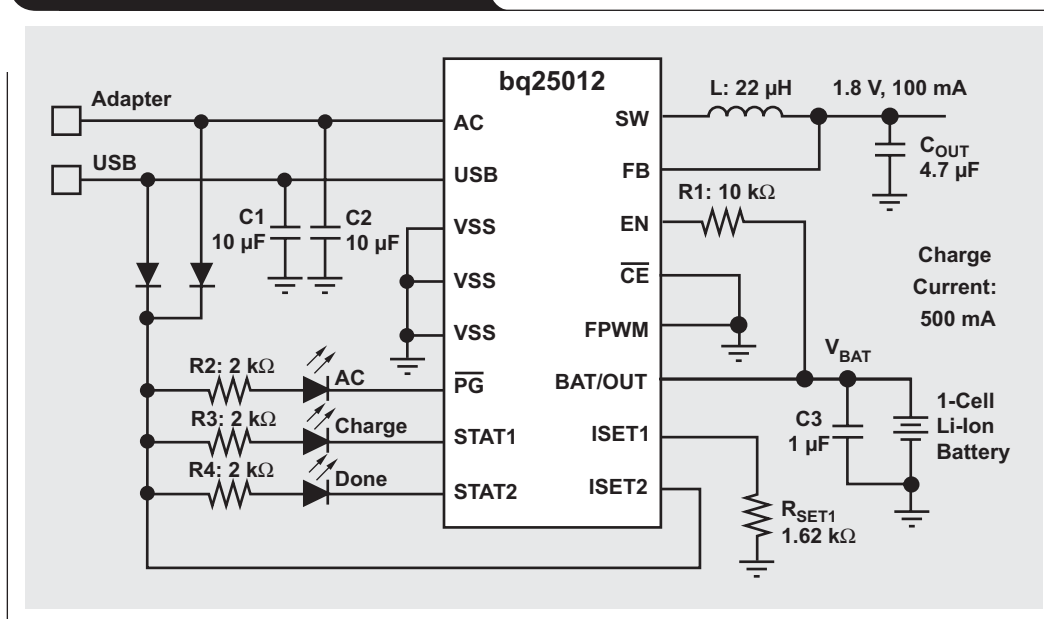 bq25012
Adapter
USB
AC
USB
VSS
VSS
VSS
PG
STAT1
STAT2
SW
FB
EN
CE
FPWM
BAT/OUT
ISET1
ISET2
C1
10 µF
C2
10 µF
R2: 2 kΩ
AC
R3: 2 kΩ
Charge
R4: 2 kΩ
Done
L: 22 µH
1.8 V, 100 mA
COUT
4.7 µF
R1: 10 kΩ
Charge
Current:
500 mA
VBAT
C3
1 µF
1-Cell
Li-Ion
Battery
RSET1
1.62 kΩ